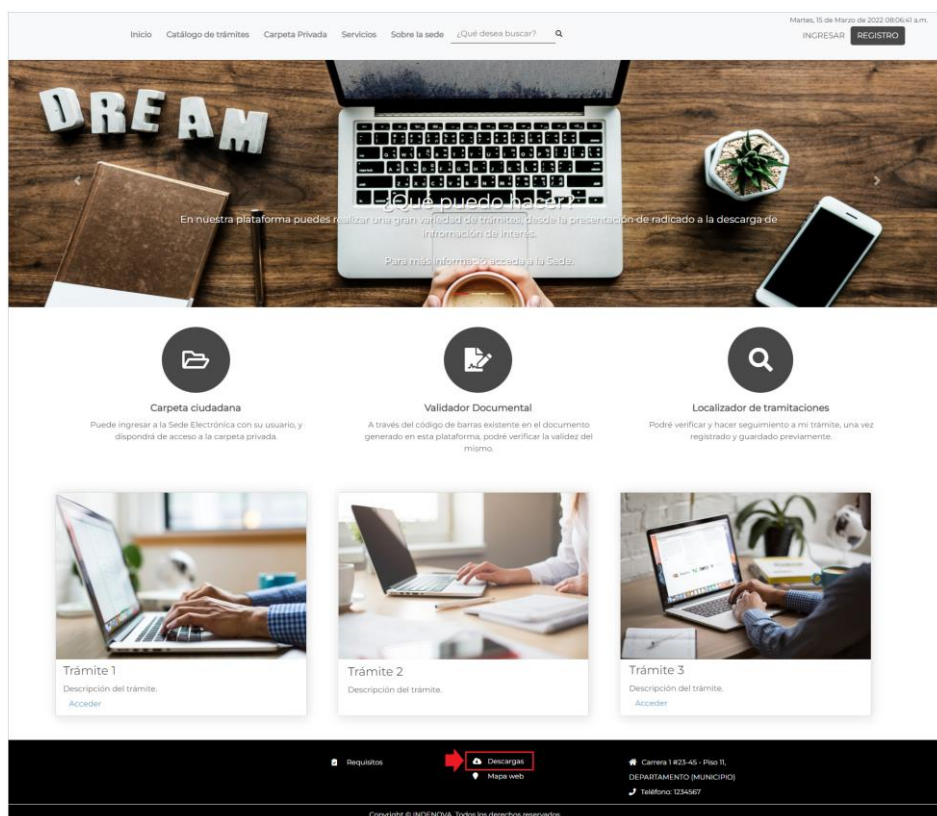 Martes, 15 de Marzo de 2022 08:06:41 a.m.
Inicio Catálogo de trámites Carpeta Privada Servicios Sobre la sede ¿Qué desea buscar? INGRESAR REGISTRO
DREAM
¿Qué puedo hacer?
En nuestra plataforma puedes realizar una gran variedad de trámites, desde la presentación de radicado a la descarga de
infromación de interés.
Para más informació acceda a la Sede.
Carpeta ciudadana
Puede ingresar a la Sede Electrónica con su usuario, y
dispondrá de acceso a la carpeta privada.
Validador Documental
A través del código de barras existente en el documento
generado en esta plataforma, podré verificar la validez del
mismo.
Localizador de tramitaciones
Podré verificar y hacer seguimiento a mi trámite, una vez
registrado y guardado previamente.
Trámite 1
Descripción del trámite.
Acceder
Trámite 2
Descripción del trámite.
Trámite 3
Descripción del trámite.
Acceder
Requisitos
Descargas
Mapa web
Carrera 1 #23-45 - Piso 11,
DEPARTAMENTO (MUNICIPIO)
Teléfono: 1234567
Copyright © INDENOVA. Todos los derechos reservados.